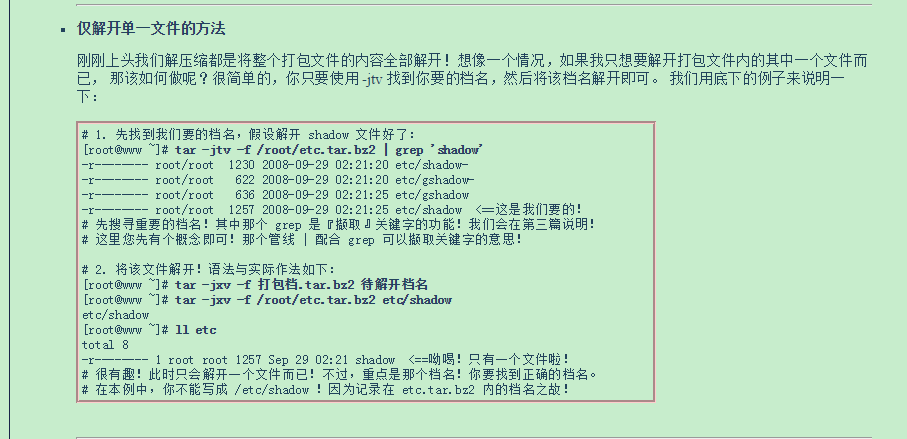 仅解开单一文件的方法
刚刚上头我们解压缩都是将整个打包文件的内容全部解开！想像一个情况，如果我只想要解开打包文件内的其中一个文件而
已， 那该如何做呢？很简单的，你只要使用 -jtv 找到你要的档名，然后将该档名解开即可。 我们用底下的例子来说明一
下：
# 1. 先找到我们要的档名，假设解开 shadow 文件好了：
[root@www ~]# tar -jtv -f /root/etc.tar.bz2 | grep 'shadow'
-r-------- root/root  1230 2008-09-29 02:21:20 etc/shadow-
-r-------- root/root   622 2008-09-29 02:21:20 etc/gshadow-
-r-------- root/root   636 2008-09-29 02:21:25 etc/gshadow
-r-------- root/root  1257 2008-09-29 02:21:25 etc/shadow  <==这是我们要的！
# 先搜寻重要的档名！其中那个 grep 是『撷取』关键字的功能！我们会在第三篇说明！
# 这里您先有个概念即可！那个管线 | 配合 grep 可以撷取关键字的意思！
# 2. 将该文件解开！语法与实际作法如下：
[root@www ~]# tar -jxv -f 打包档.tar.bz2 待解开档名
[root@www ~]# tar -jxv -f /root/etc.tar.bz2 etc/shadow
etc/shadow
[root@www ~]# ll etc
total 8
-r-------- 1 root root 1257 Sep 29 02:21 shadow  <==呦喝！只有一个文件啦！
# 很有趣！此时只会解开一个文件而已！不过，重点是那个档名！你要找到正确的档名。
# 在本例中，你不能写成 /etc/shadow ！因为记录在 etc.tar.bz2 内的档名之故！